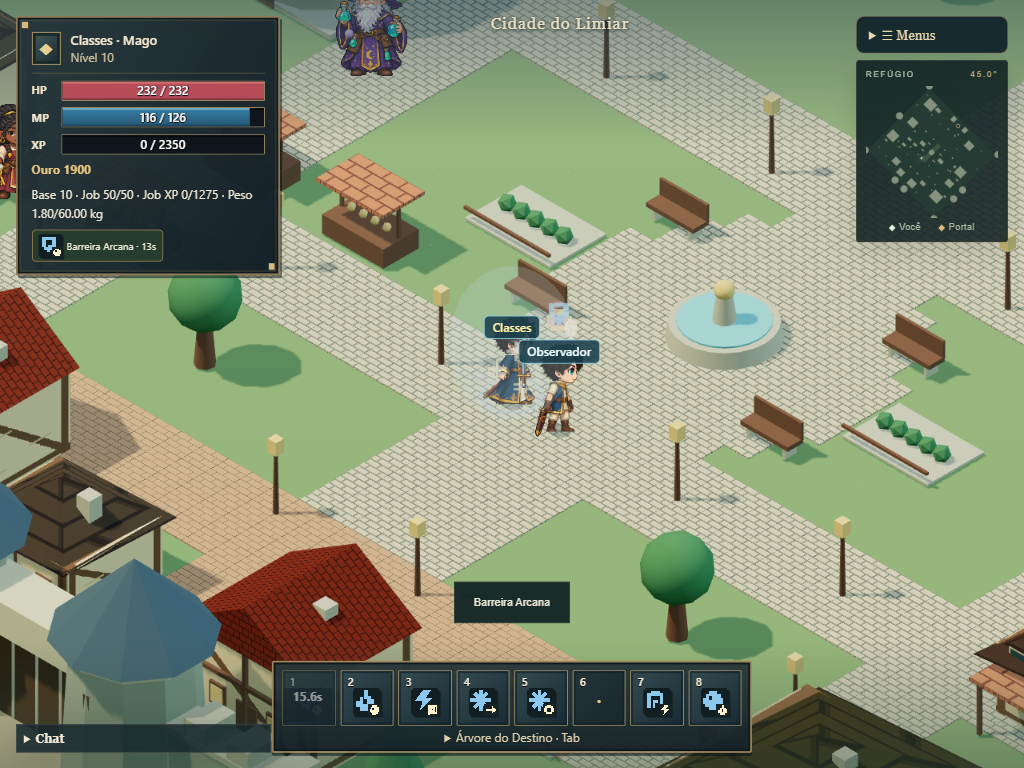 Cidade do Limiar
Classes · Mago
Nível 10
HP
232 / 232
MP
116 / 126
XP
0 / 2350
Ouro 1900
Base 10 · Job 50/50 · Job XP 0/1275 · Peso
1.80/60.00 kg
Barreira Arcana · 13s
▶ ☰ Menus
REFÚGIO
45.0°
Você
Portal
Classes
Observador
Barreira Arcana
1
15.6s
2
3
4
5
6
7
8
▶ Árvore do Destino · Tab
▶ Chat